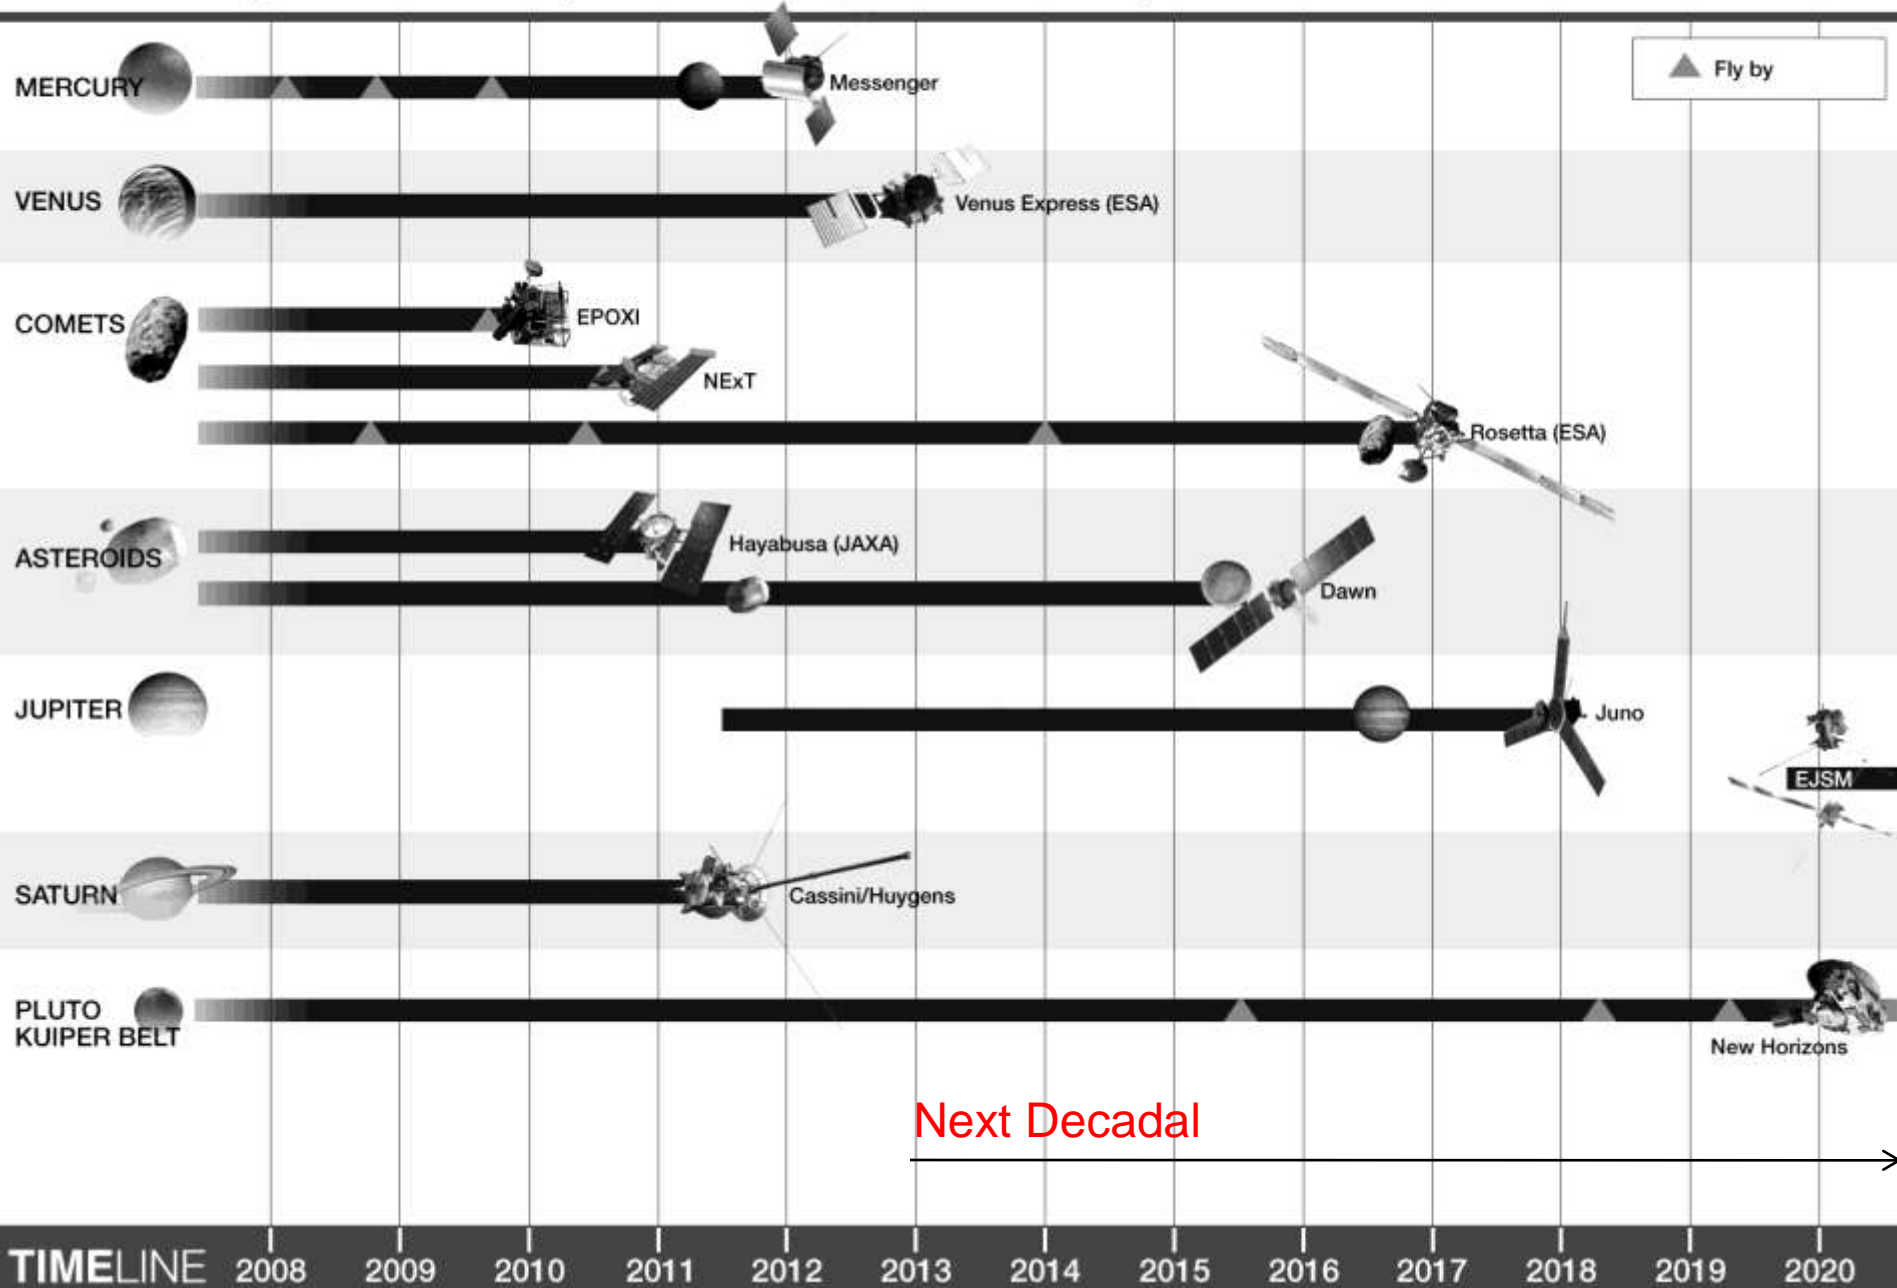 Fly by
MERCURY
Messenger
VENUS
Venus Express (ESA)
COMETS
EPOXI
NExT
Rosetta (ESA)
ASTEROIDS
Hayabusa (JAXA)
Dawn
JUPITER
Juno
EJSM
SATURN
Cassini/Huygens
PLUTO
KUIPER BELT
New Horizons
Next Decadal
TIMELINE 2008 2009 2010 2011 2012 2013 2014 2015 2016 2017 2018 2019 2020